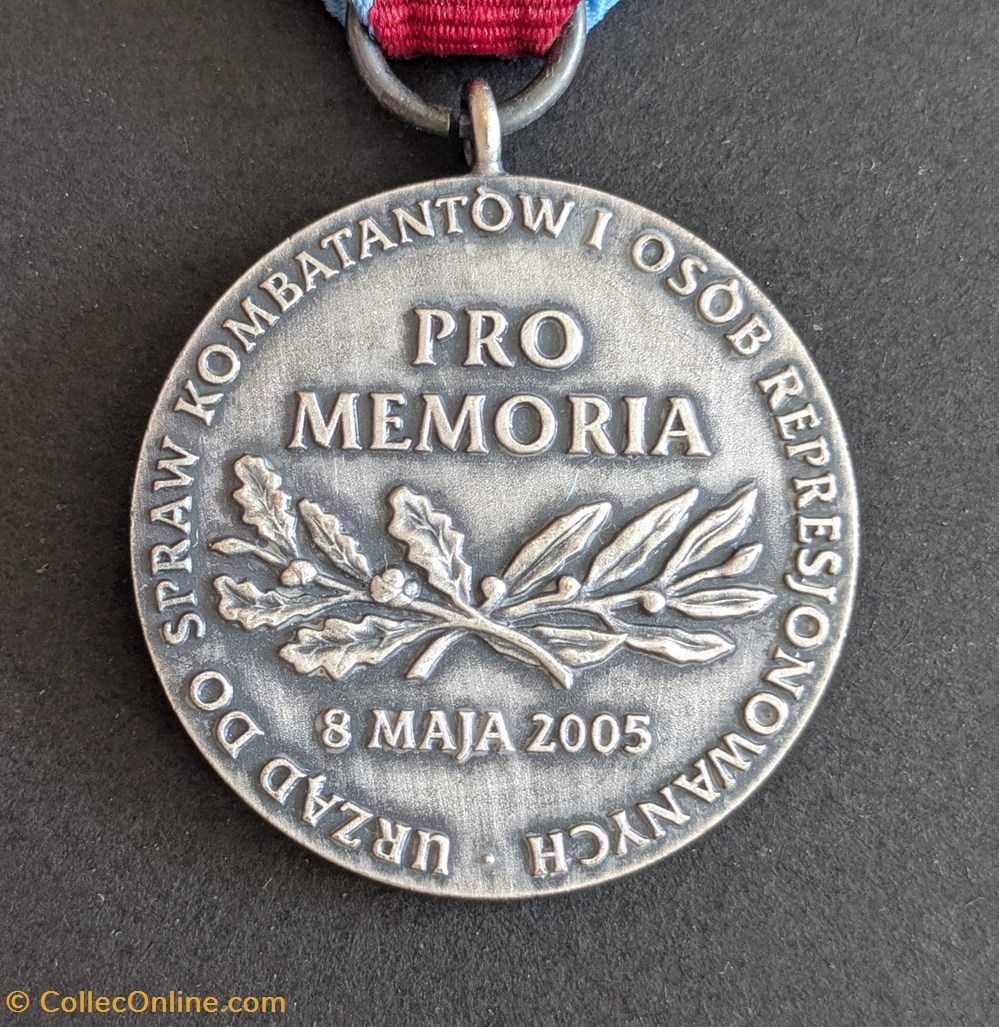 URZĄD DO SPRAW KOMBATANTÓW I OSÓB REPRESJONOWANYCH ·
PRO
MEMORIA
8 MAJA 2005
© CollecOnline.com